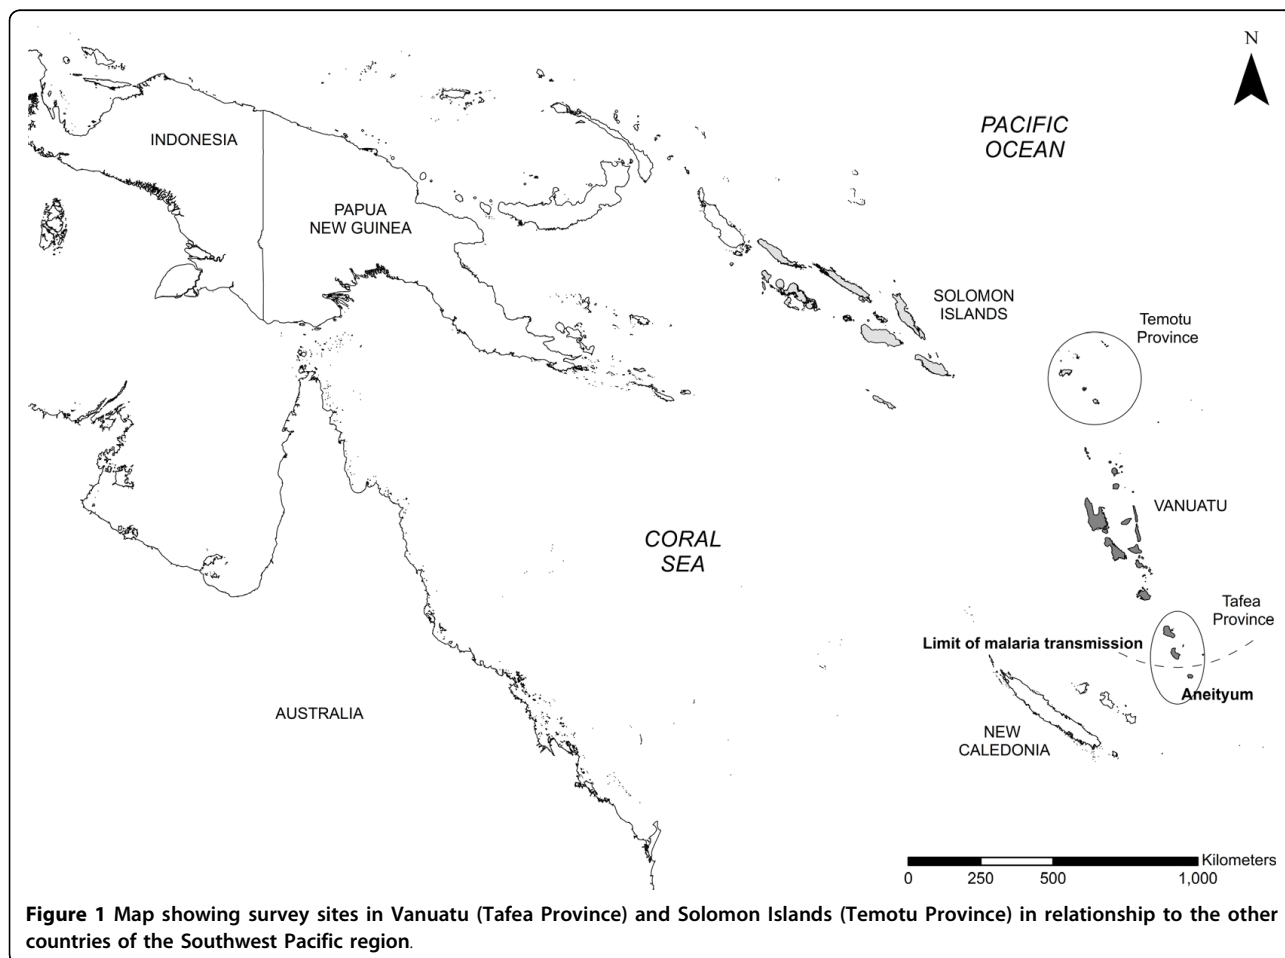 N
PACIFIC
OCEAN
INDONESIA
PAPUA
NEW GUINEA
SOLOMON
ISLANDS
Temotu
Province
VANUATU
CORAL
SEA
Tafea
Province
Limit of malaria transmission
Aneityum
AUSTRALIA
NEW
CALEDONIA
Kilometers
0 250 500 1,000
Figure 1 Map showing survey sites in Vanuatu (Tafea Province) and Solomon Islands (Temotu Province) in relationship to the other
countries of the Southwest Pacific region.